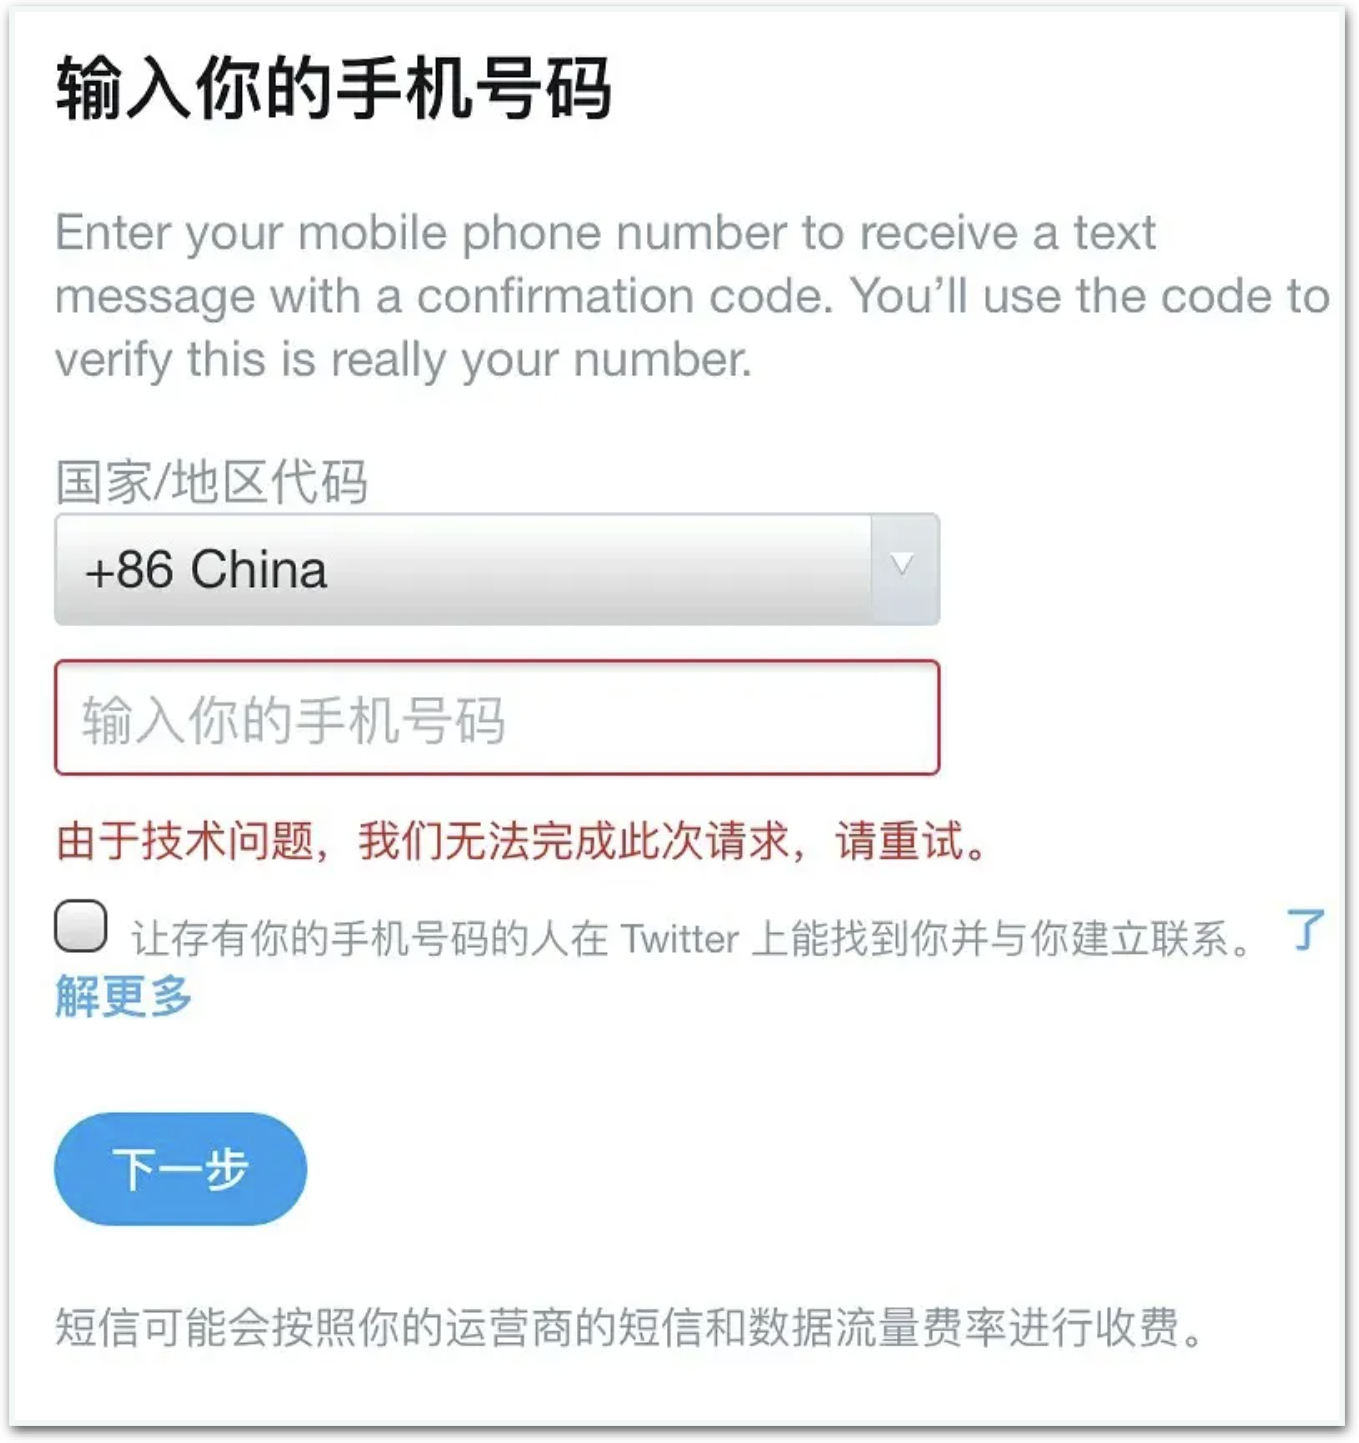 输入你的手机号码
Enter your mobile phone number to receive a text
message with a confirmation code. You’ll use the code to
verify this is really your number.
国家/地区代码
+86 China
输入你的手机号码
由于技术问题，我们无法完成此次请求，请重试。
让存有你的手机号码的人在 Twitter 上能找到你并与你建立联系。 了
解更多
下一步
短信可能会按照你的运营商的短信和数据流量费率进行收费。